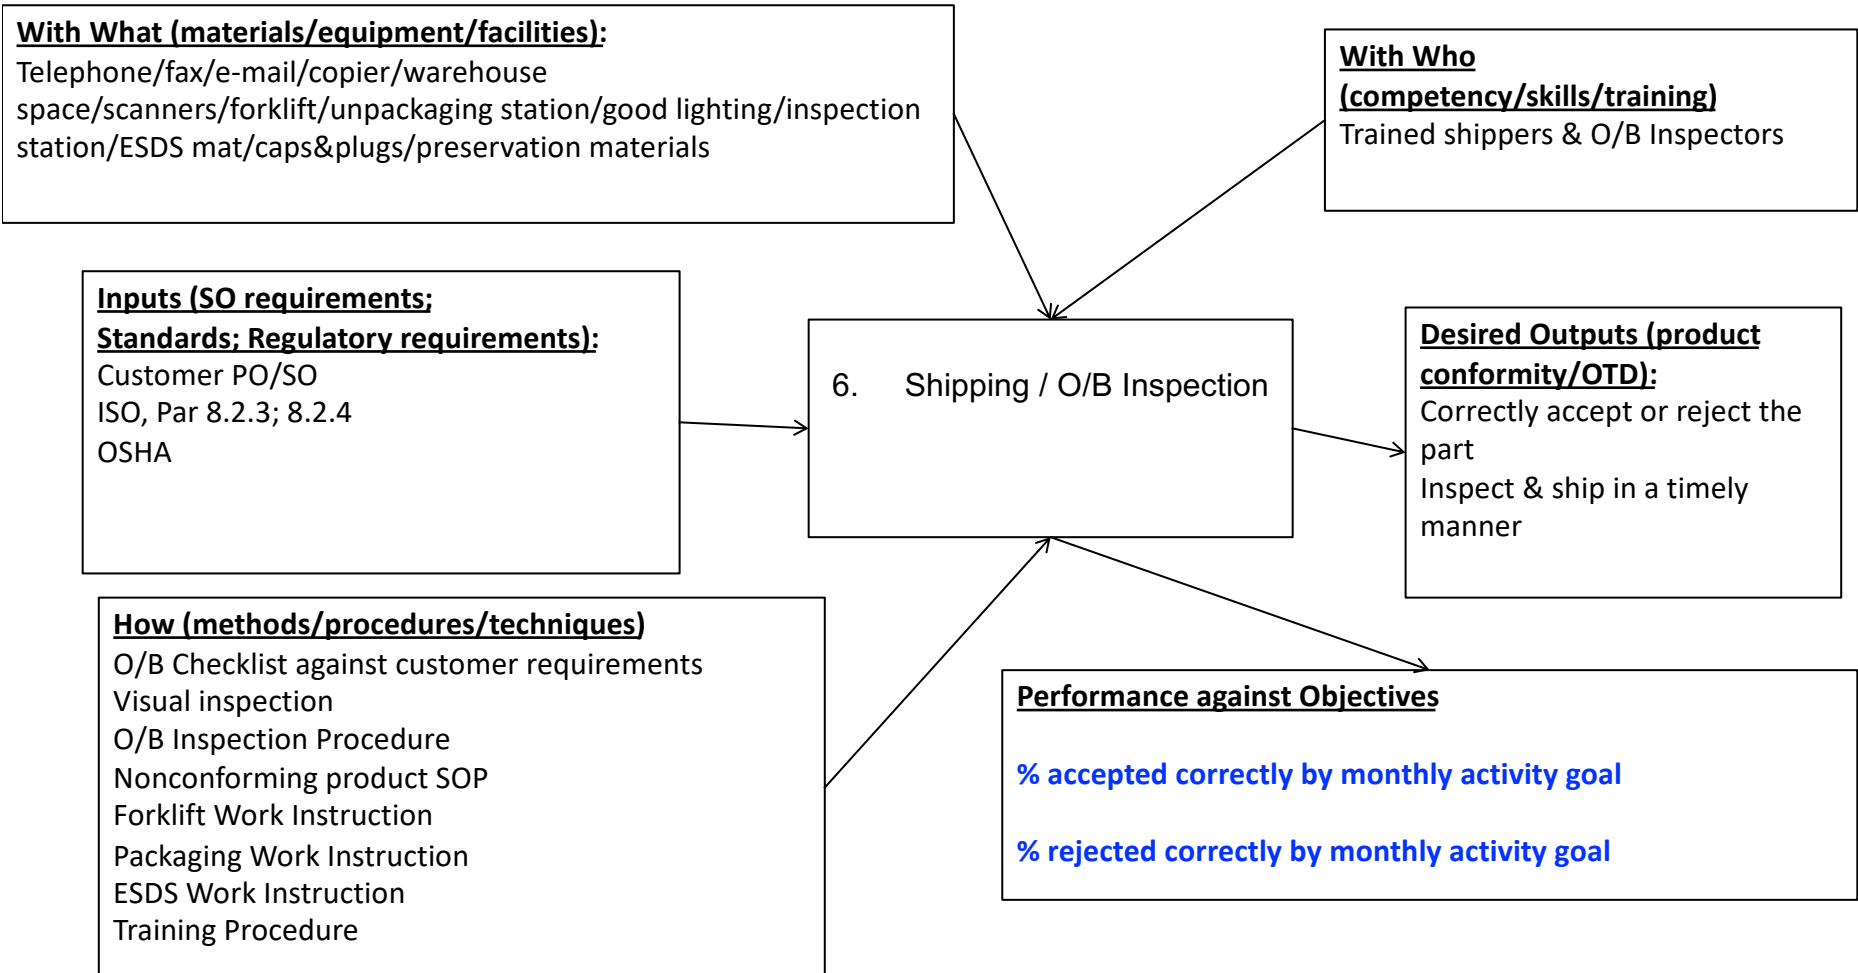 With What (materials/equipment/facilities):
Telephone/fax/e-mail/copier/warehouse
space/scanners/forklift/unpackaging station/good lighting/inspection
station/ESDS mat/caps&plugs/preservation materials
With Who
(competency/skills/training)
Trained shippers & O/B Inspectors
Inputs (SO requirements;
Standards; Regulatory requirements):
Customer PO/SO
ISO, Par 8.2.3; 8.2.4
OSHA
6. Shipping / O/B Inspection
Desired Outputs (product
conformity/OTD):
Correctly accept or reject the
part
Inspect & ship in a timely
manner
How (methods/procedures/techniques)
O/B Checklist against customer requirements
Visual inspection
O/B Inspection Procedure
Nonconforming product SOP
Forklift Work Instruction
Packaging Work Instruction
ESDS Work Instruction
Training Procedure
Performance against Objectives
% accepted correctly by monthly activity goal
% rejected correctly by monthly activity goal